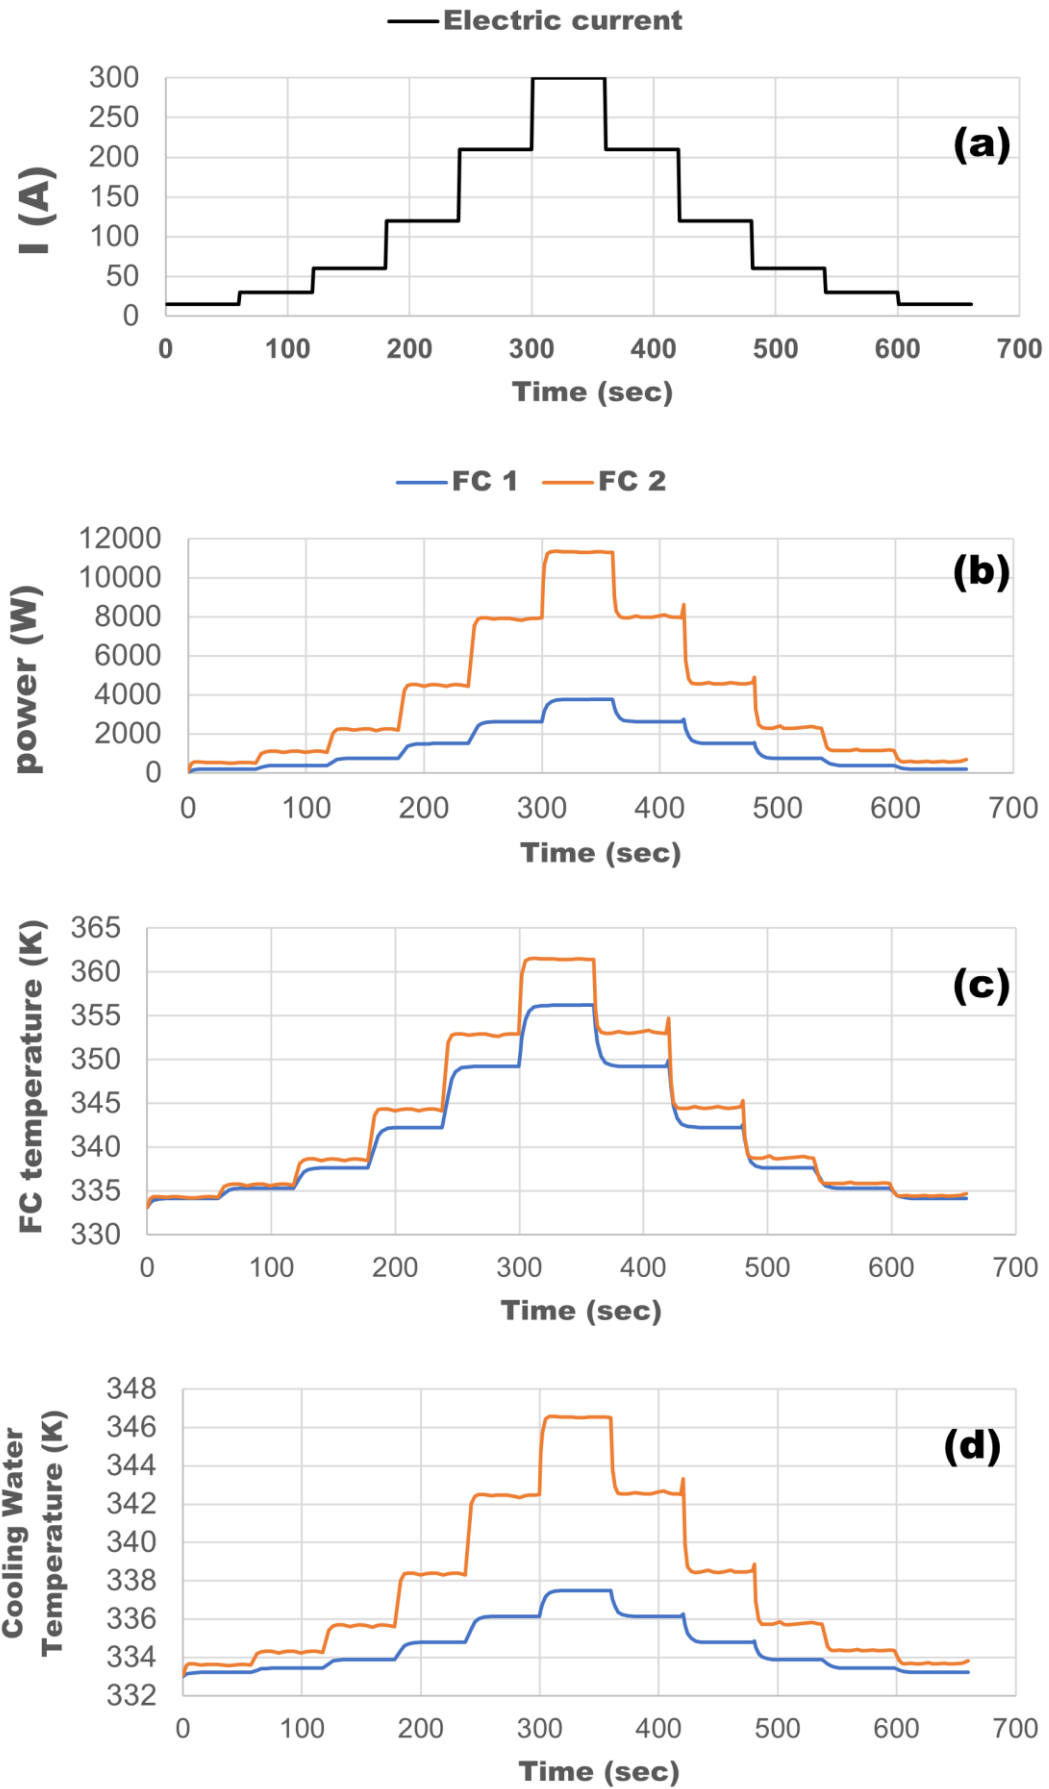 Electric current
300
250
200
150
100
50
0
I (A)
(a)
0 100 200 300 400 500 600 700
Time (sec)
FC 1 FC 2
12000
10000
8000
6000
4000
2000
0
power (W)
(b)
0 100 200 300 400 500 600 700
Time (sec)
365
360
355
350
345
340
335
330
FC temperature (K)
(c)
0 100 200 300 400 500 600 700
Time (sec)
348
346
344
342
340
338
336
334
332
Cooling Water
Temperature (K)
(d)
0 100 200 300 400 500 600 700
Time (sec)